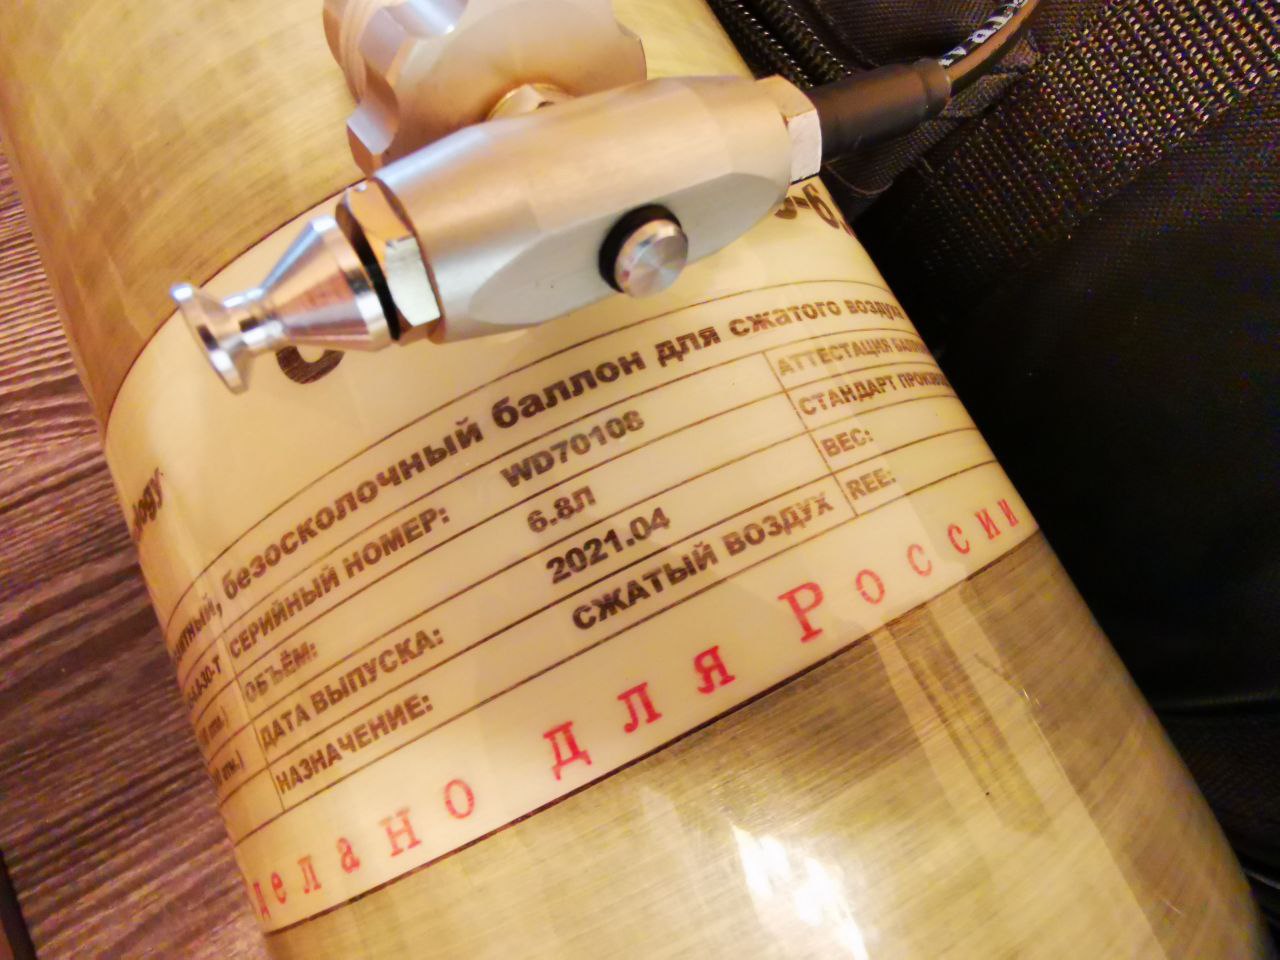 безосколочный баллон для сжатого воздуха
СЕРИЙНЫЙ НОМЕР: WD70108
ОБЪЁМ: 6.8Л
ДАТА ВЫПУСКА: 2021.04
НАЗНАЧЕНИЕ: СЖАТЫЙ ВОЗДУХ
АТТЕСТАЦИЯ
СТАНДАРТ
ВЕС:
REE:
делано для России